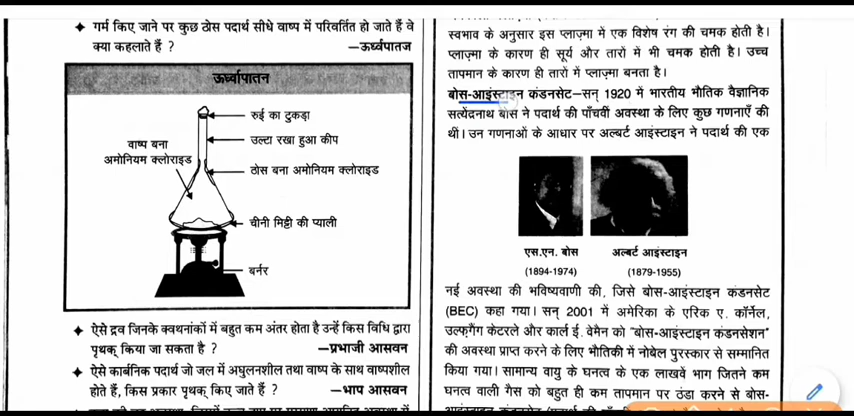 ✦ गर्म किए जाने पर कुछ ठोस पदार्थ सीधे वाष्प में परिवर्तित हो जाते हैं वे
क्या कहलाते हैं ? —ऊर्ध्वपातज
ऊर्ध्वापातन
रुई का टुकड़ा
उल्टा रखा हुआ कीप
वाष्प बना
अमोनियम क्लोराइड
ठोस बना अमोनियम क्लोराइड
चीनी मिट्टी की प्याली
बर्नर
✦ ऐसे द्रव जिनके क्वथनांकों में बहुत कम अंतर होता है उन्हें किस विधि द्वारा
पृथक् किया जा सकता है ? —प्रभाजी आसवन
✦ ऐसे कार्बनिक पदार्थ जो जल में अघुलनशील तथा वाष्प के साथ वाष्पशील
होते हैं, किस प्रकार पृथक् किए जाते हैं ? —भाप आसवन
स्वभाव के अनुसार इस प्लाज़्मा में एक विशेष रंग की चमक होती है।
प्लाज़्मा के कारण ही सूर्य और तारों में भी चमक होती है। उच्च
तापमान के कारण ही तारों में प्लाज़्मा बनता है।
बोस-आइंस्टाइन कंडनसेट—सन् 1920 में भारतीय भौतिक वैज्ञानिक
सत्येंद्रनाथ बोस ने पदार्थ की पाँचवीं अवस्था के लिए कुछ गणनाएँ की
थीं। उन गणनाओं के आधार पर अल्बर्ट आइंस्टाइन ने पदार्थ की एक
एस.एन. बोस अल्बर्ट आइंस्टाइन
(1894-1974) (1879-1955)
नई अवस्था की भविष्यवाणी की, जिसे बोस-आइंस्टाइन कंडनसेट
(BEC) कहा गया। सन् 2001 में अमेरिका के एरिक ए. कॉर्नेल,
उल्फ़गैंग केटरले और कार्ल ई. वेमैन को "बोस-आइंस्टाइन कंडनसेशन"
की अवस्था प्राप्त करने के लिए भौतिकी में नोबेल पुरस्कार से सम्मानित
किया गया। सामान्य वायु के घनत्व के एक लाखवें भाग जितने कम
घनत्व वाली गैस को बहुत ही कम तापमान पर ठंडा करने से बोस-